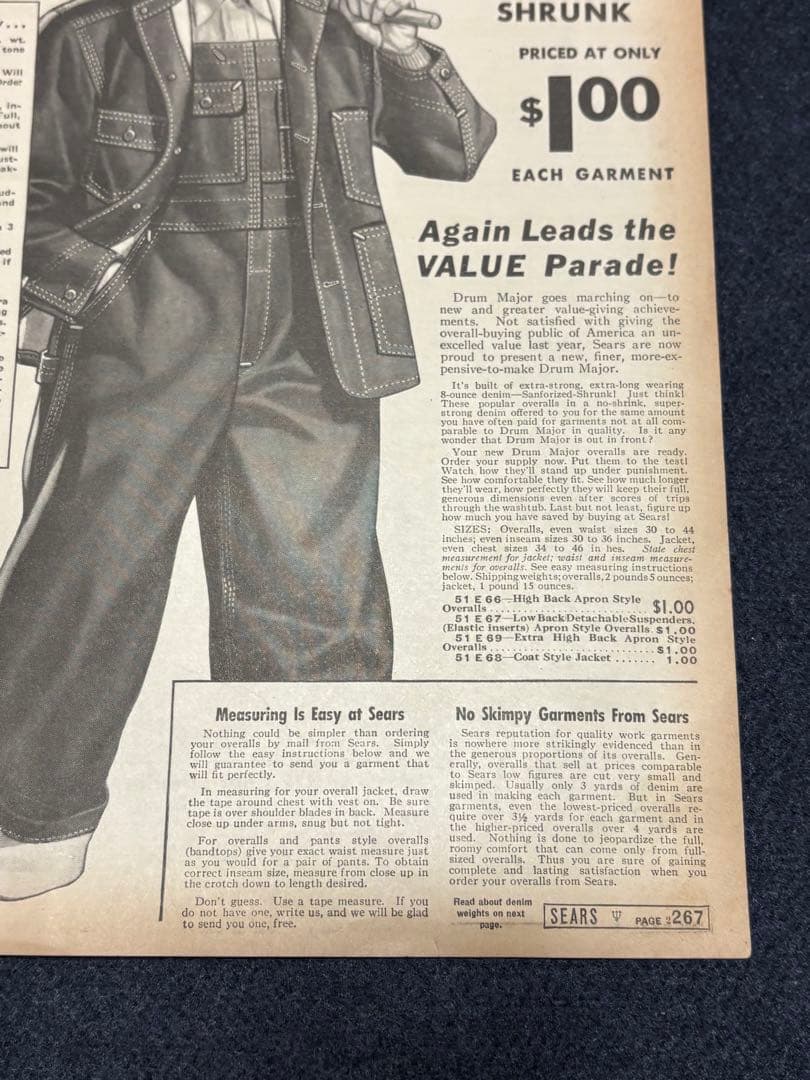 wt.
tone
Will
Order
In-
Full,
bout
will
just-
ak-
ud-
and
3
ed
if
SHRUNK
PRICED AT ONLY
$1.00
EACH GARMENT
Again Leads the
VALUE Parade!
Drum Major goes marching on—to
new and greater value-giving achieve-
ments. Not satisfied with giving the
overall-buying public of America an un-
excelled value last year, Sears are now
proud to present a new, finer, more-ex-
pensive-to-make Drum Major.
It's built of extra-strong, extra-long wearing
8-ounce denim—Sanforized-Shrunk! Just think!
These popular overalls in a no-shrink, super-
strong denim offered to you for the same amount
you have often paid for garments not at all com-
parable to Drum Major in quality. Is it any
wonder that Drum Major is out in front?
Your new Drum Major overalls are ready.
Order your supply now. Put them to the test!
Watch how they'll stand up under punishment.
See how comfortable they fit. See how much longer
they'll wear, how perfectly they will keep their full,
generous dimensions even after scores of trips
through the washtub. Last but not least, figure up
how much you have saved by buying at Sears!
SIZES: Overalls, even waist sizes 30 to 44
inches; even inseam sizes 30 to 36 inches. Jacket,
even chest sizes 34 to 46 in hes. State chest
measurement for jacket; waist and inseam measure-
ments for overalls. See easy measuring instructions
below. Shipping weights; overalls, 2 pounds 5 ounces;
jacket, 1 pound 15 ounces.
51 E 66—High Back Apron Style
Overalls......................... $1.00
51 E 67—Low Back Detachable Suspenders.
(Elastic inserts) Apron Style Overalls. $1.00
51 E 69—Extra High Back Apron Style
Overalls......................... $1.00
51 E 68—Coat Style Jacket....... 1.00
Measuring Is Easy at Sears
Nothing could be simpler than ordering
your overalls by mail from Sears. Simply
follow the easy instructions below and we
will guarantee to send you a garment that
will fit perfectly.
In measuring for your overall jacket, draw
the tape around chest with vest on. Be sure
tape is over shoulder blades in back. Measure
close up under arms, snug but not tight.
For overalls and pants style overalls
(bandtops) give your exact waist measure just
as you would for a pair of pants. To obtain
correct inseam size, measure from close up in
the crotch down to length desired.
Don't guess. Use a tape measure. If you
do not have one, write us, and we will be glad
to send you one, free.
No Skimpy Garments From Sears
Sears reputation for quality work garments
is nowhere more strikingly evidenced than in
the generous proportions of its overalls. Gen-
erally, overalls that sell at prices comparable
to Sears low figures are cut very small and
skimped. Usually only 3 yards of denim are
used in making each garment. But in Sears
garments, even the lowest-priced overalls re-
quire over 3½ yards for each garment and in
the higher-priced overalls over 4 yards are
used. Nothing is done to jeopardize the full,
roomy comfort that can come only from full-
sized overalls. Thus you are sure of gaining
complete and lasting satisfaction when you
order your overalls from Sears.
Read about denim
weights on next
page.
SEARS PAGE 267